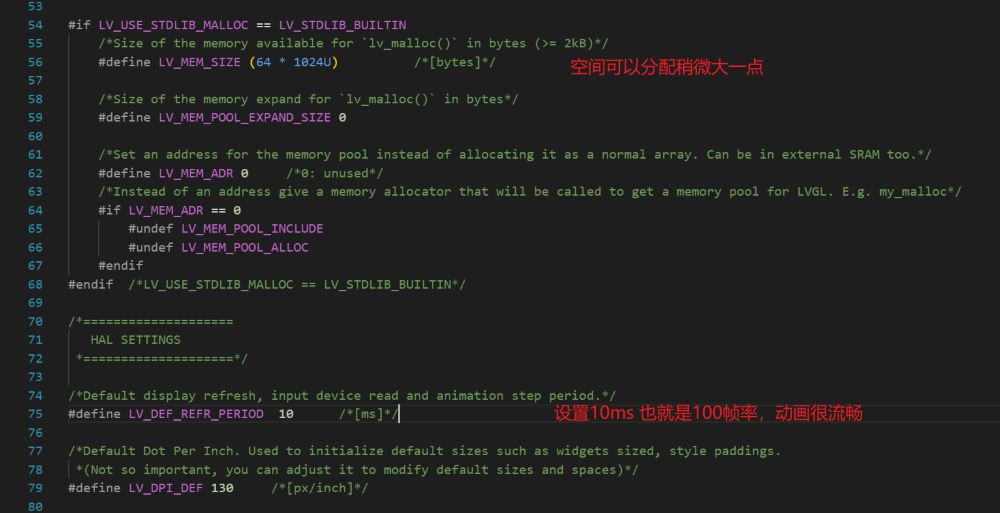 53
54 #if LV_USE_STDLIB_MALLOC == LV_STDLIB_BUILTIN
55 /*Size of the memory available for `lv_malloc()` in bytes (>= 2kB)*/
56 #define LV_MEM_SIZE (64 * 1024U) /*[bytes]*/ 空间可以分配稍微大一点
57
58 /*Size of the memory expand for `lv_malloc()` in bytes*/
59 #define LV_MEM_POOL_EXPAND_SIZE 0
60
61 /*Set an address for the memory pool instead of allocating it as a normal array. Can be in external SRAM too.*/
62 #define LV_MEM_ADR 0 /*0: unused*/
63 /*Instead of an address give a memory allocator that will be called to get a memory pool for LVGL. E.g. my_malloc*/
64 #if LV_MEM_ADR == 0
65 #undef LV_MEM_POOL_INCLUDE
66 #undef LV_MEM_POOL_ALLOC
67 #endif
68 #endif /*LV_USE_STDLIB_MALLOC == LV_STDLIB_BUILTIN*/
69
70 /*====================
71 HAL SETTINGS
72 *====================*/
73
74 /*Default display refresh, input device read and animation step period.*/
75 #define LV_DEF_REFR_PERIOD 10 /*[ms]*/ 设置10ms 也就是100帧率，动画很流畅
76
77 /*Default Dot Per Inch. Used to initialize default sizes such as widgets sized, style paddings.
78 *(Not so important, you can adjust it to modify default sizes and spaces)*/
79 #define LV_DPI_DEF 130 /*[px/inch]*/
80